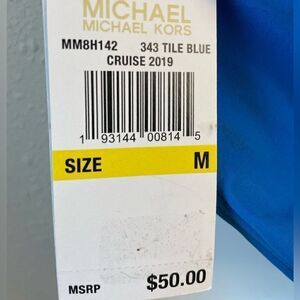 MICHAEL
MICHAEL KORS
MM8H142 343 TILE BLUE
CRUISE 2019
1 93144 00814 5
SIZE M
MSRP $50.00